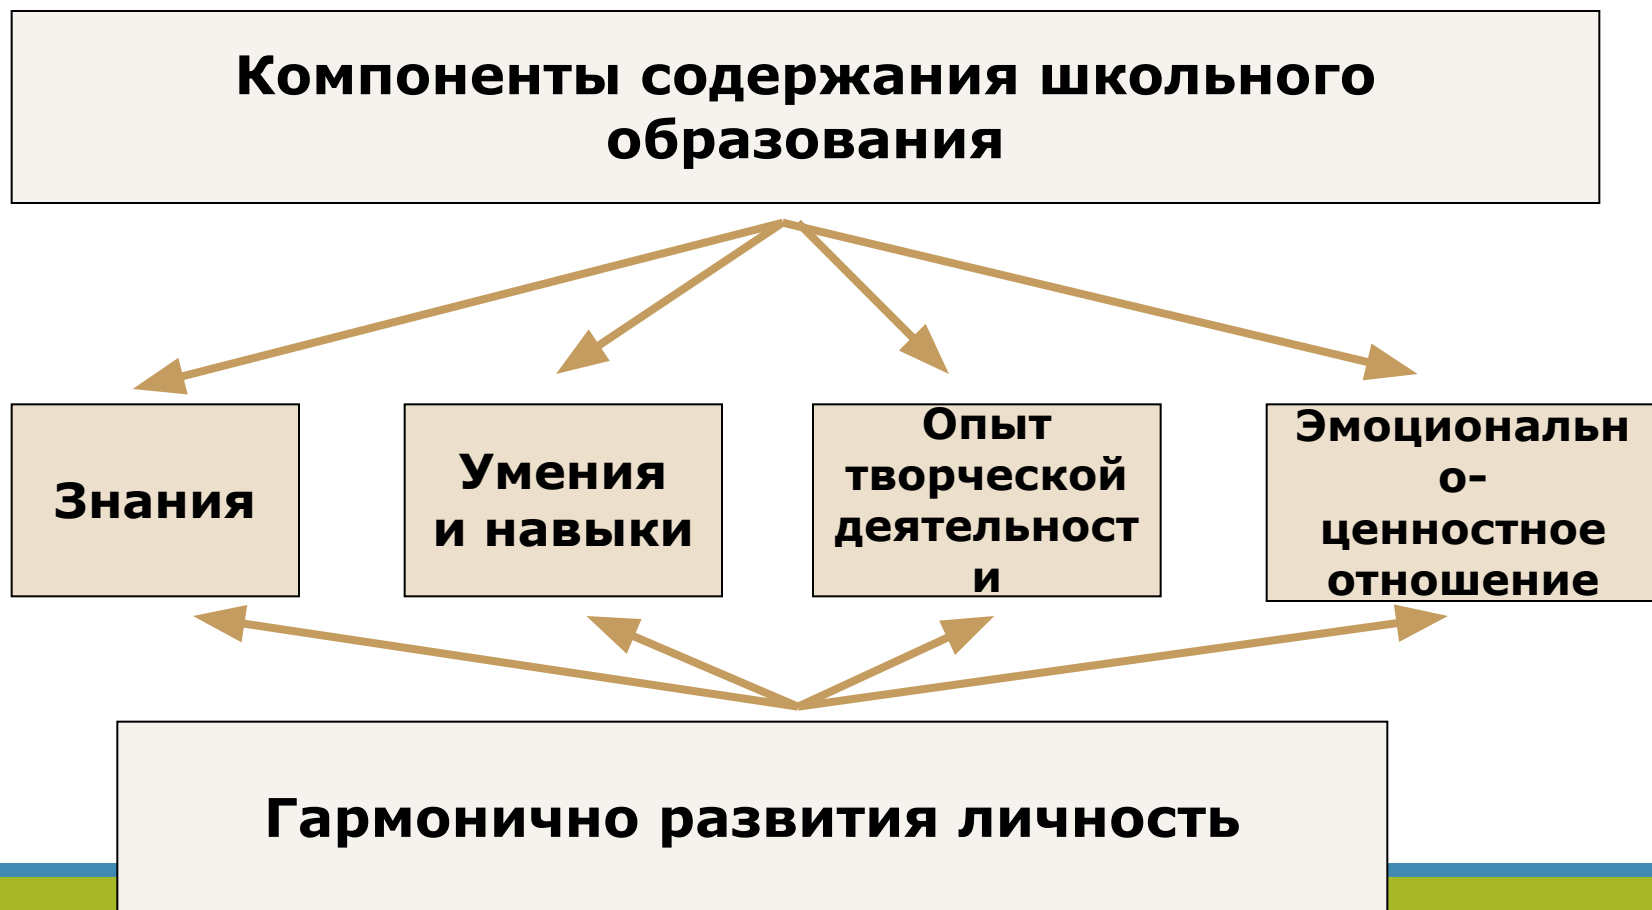 Компоненты содержания школьного
образования
Знания
Умения
и навыки
Опыт
творческой
деятельност
и
Эмоциональн
о-
ценностное
отношение
Гармонично развития личность